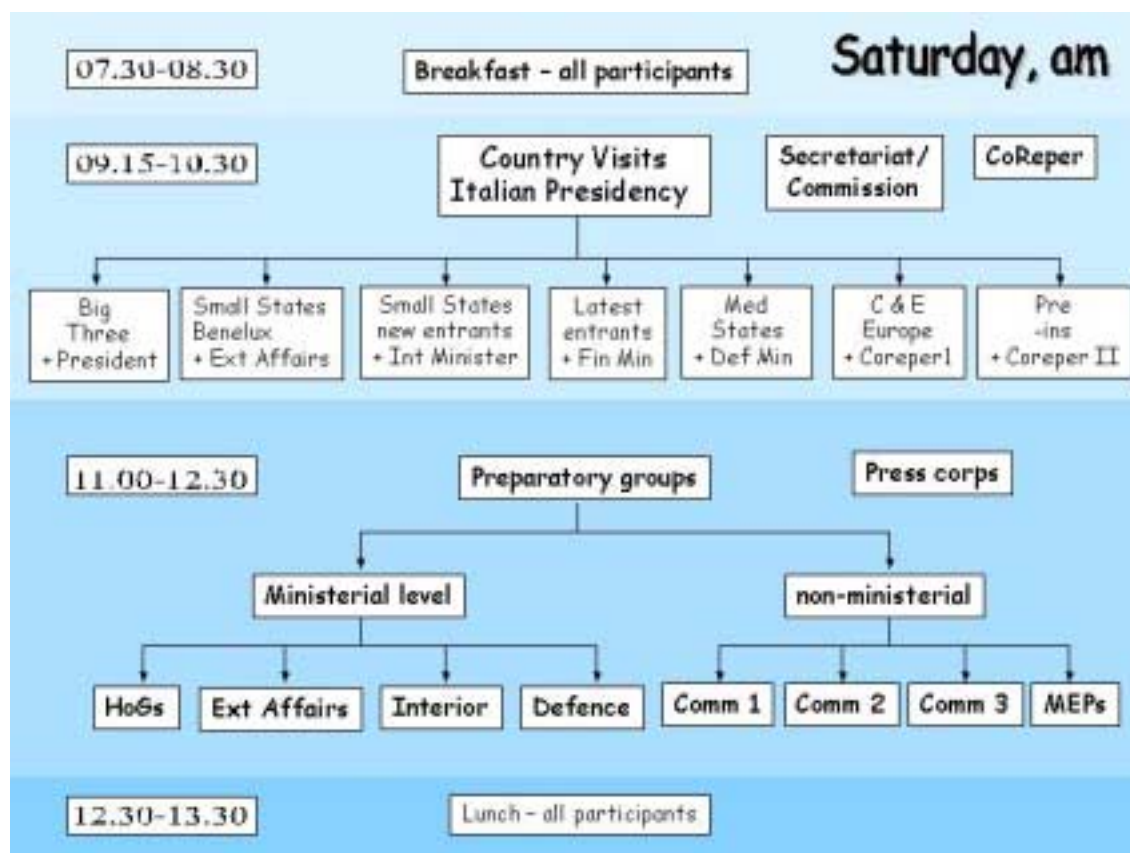 Saturday, am
07.30-08.30
Breakfast - all participants
09.15-10.30
Country Visits
Italian Presidency
Secretariat/
Commission
CoReper
Big
Three
+ President
Small States
Benelux
+ Ext Affairs
Small States
new entrants
+ Int Minister
Latest
entrants
+ Fin Min
Med
States
+ Def Min
C & E
Europe
+ Coreper1
Pre
-ins
+ Coreper II
11.00-12.30
Preparatory groups
Press corps
Ministerial level
non-ministerial
HoGs
Ext Affairs
Interior
Defence
Comm 1
Comm 2
Comm 3
MEPs
12.30-13.30
Lunch - all participants